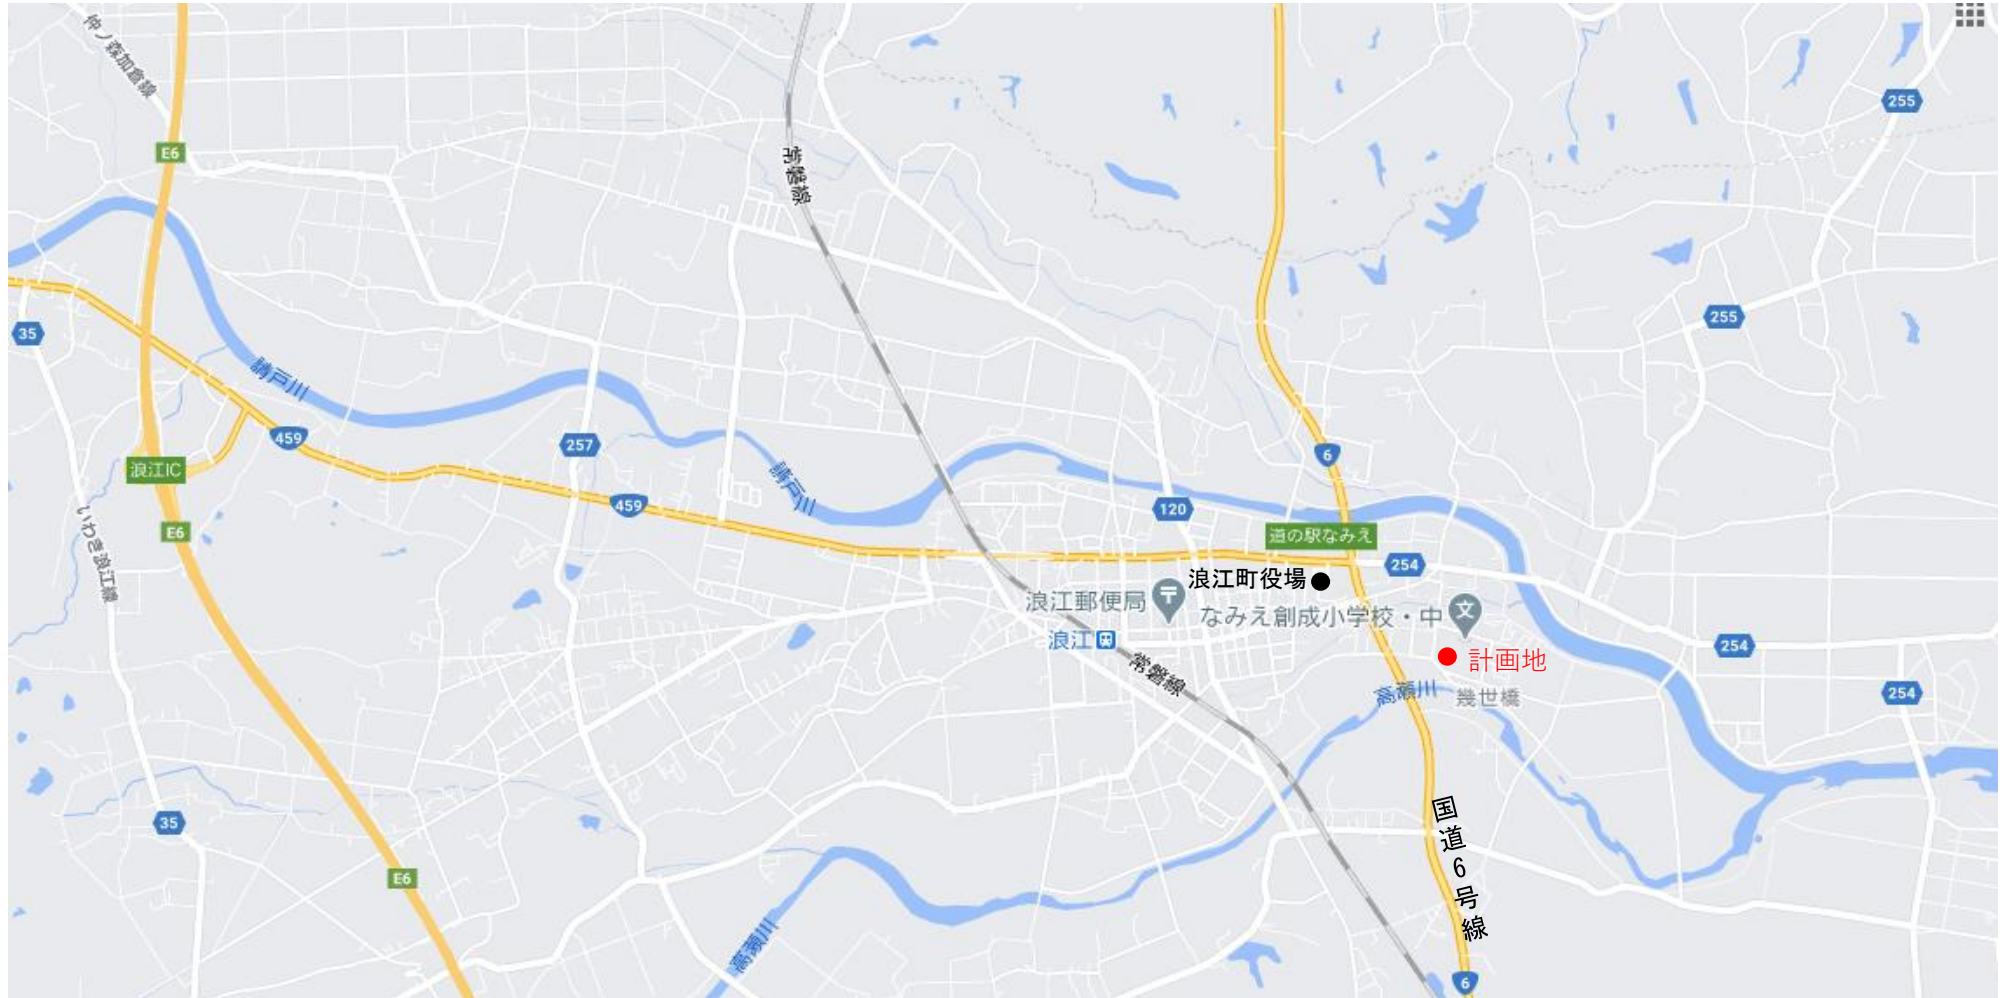 仲ノ森加倉線
255
E6
常磐線
255
35
請戸川
459
257
6
浪江IC
請戸川
459
120
いわき浪江線
E6
道の駅なみえ
254
浪江町役場
浪江郵便局
なみえ創成小学校・中
文
浪江
254
計画地
常磐線
高瀬川
幾世橋
254
国道6号線
35
E6
高瀬川
6